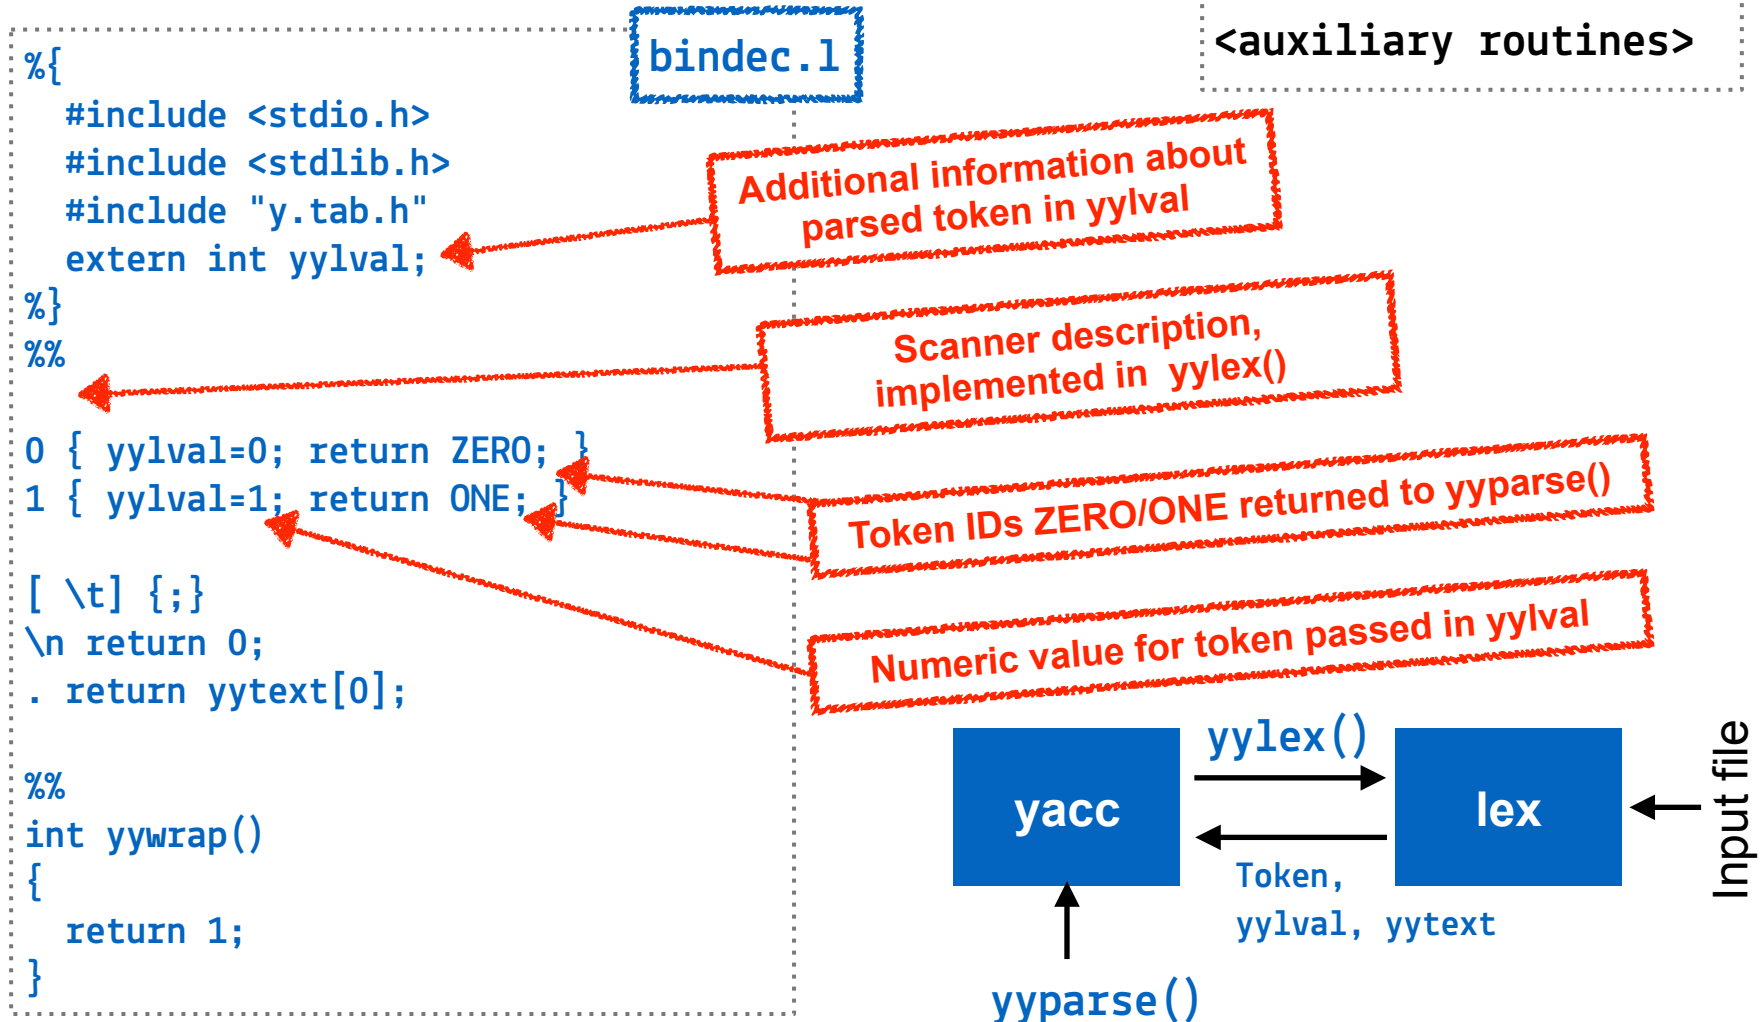 bindec.l
<auxiliary routines>
%{
  #include <stdio.h>
  #include <stdlib.h>
  #include "y.tab.h"
  extern int yylval;
%}
%%
0 { yylval=0; return ZERO; }
1 { yylval=1; return ONE; }
[ \t] {;}
\n return 0;
. return yytext[0];
%%
int yywrap()
{
  return 1;
}
Additional information about
parsed token in yylval
Scanner description,
implemented in yylex()
Token IDs ZERO/ONE returned to yyparse()
Numeric value for token passed in yylval
yylex()
yacc
lex
Input file
Token,
yylval, yytext
yyparse()